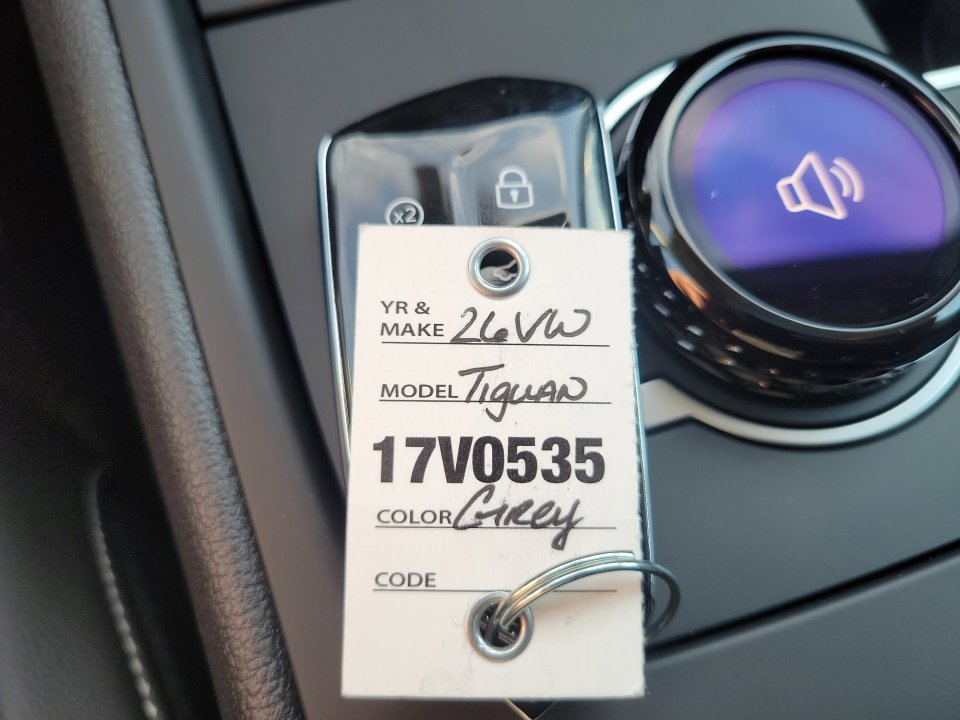 x2
YR &
MAKE 26 VW
MODEL Tiguan
17V0535
COLOR Grey
CODE